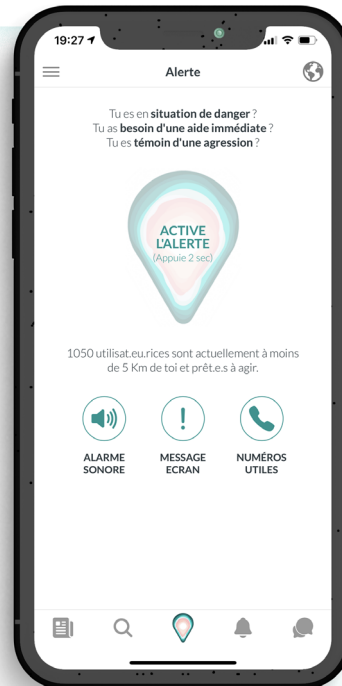 19:27
Alerte
Tu es en situation de danger ?
Tu as besoin d'une aide immédiate ?
Tu es témoin d'une agression ?
ACTIVE
L'ALERTE
(Appuie 2 sec)
1050 utilisat.eu.rices sont actuellement à moins
de 5 Km de toi et prêt.e.s à agir.
ALARME SONORE
MESSAGE ECRAN
NUMÉROS UTILES